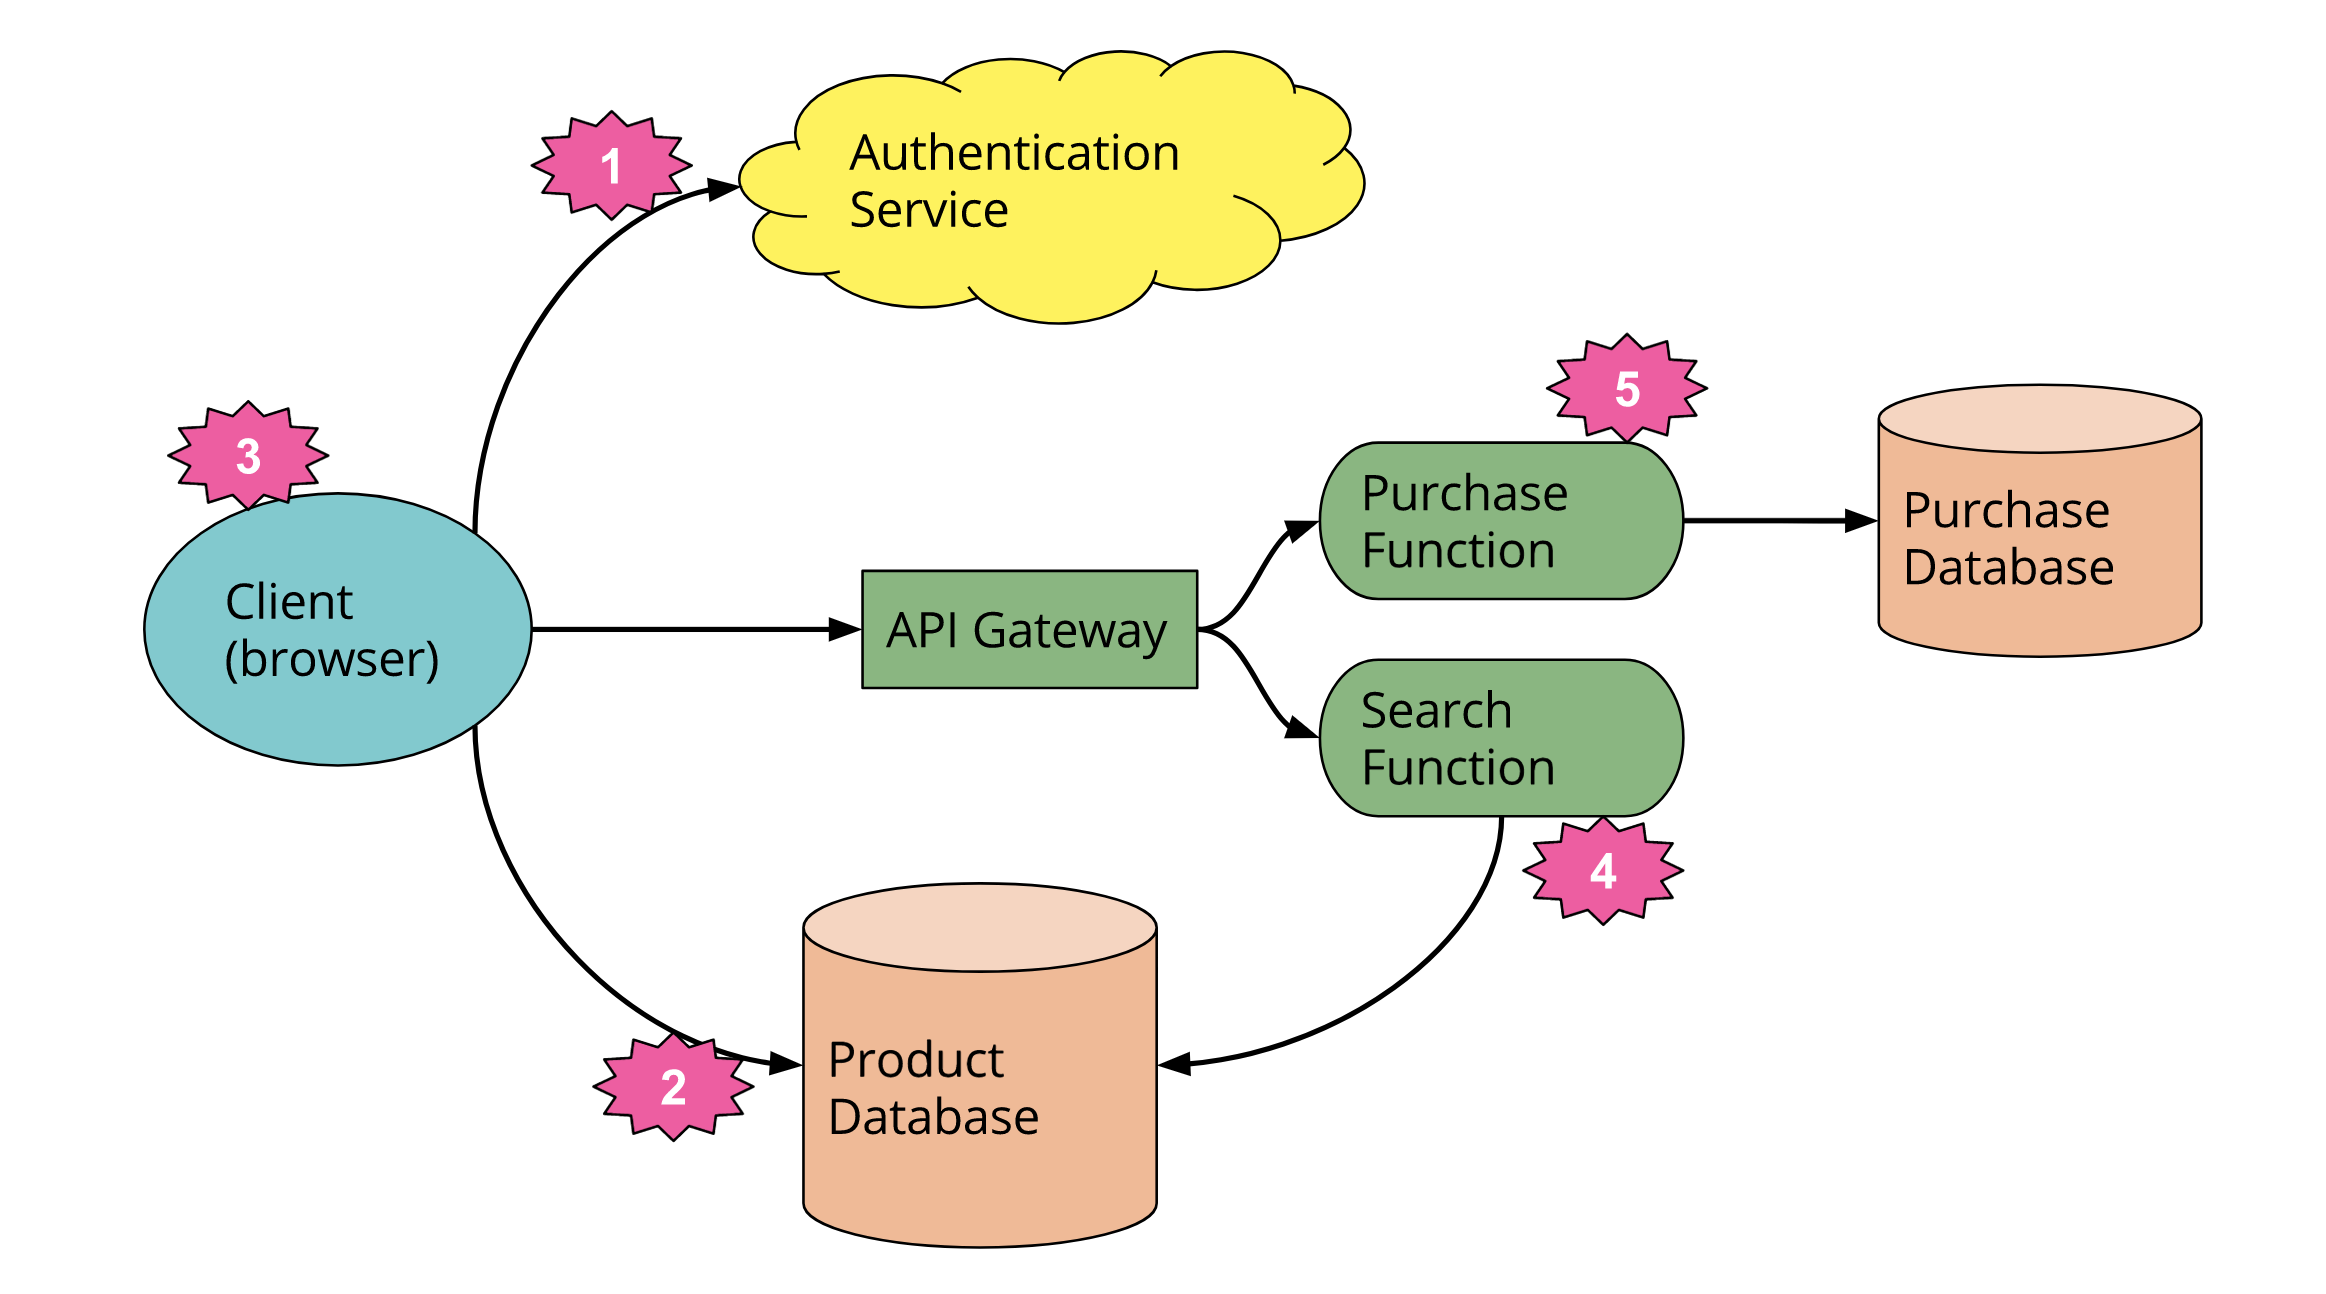 1
Authentication
Service
3
Client
(browser)
API Gateway
5
Purchase
Function
Purchase
Database
Search
Function
4
2
Product
Database